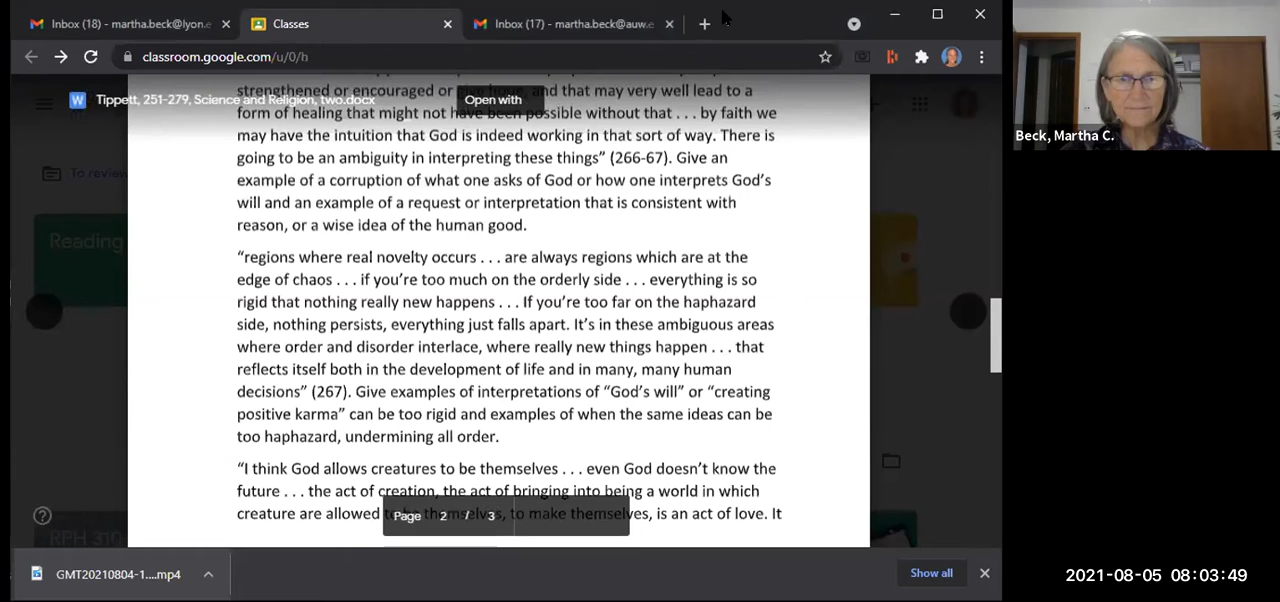 Inbox (18) - martha.beck@lyon.e
Classes
Inbox (17) - martha.beck@auw.e
classroom.google.com/u/0/h
strengthened or encouraged or give hope, and that may very well lead to a
Tippett, 251-279, Science and Religion, two.docx
Open with
form of healing that might not have been possible without that . . . by faith we
may have the intuition that God is indeed working in that sort of way. There is
going to be an ambiguity in interpreting these things” (266-67). Give an
To review
example of a corruption of what one asks of God or how one interprets God’s
will and an example of a request or interpretation that is consistent with
reason, or a wise idea of the human good.
Reading
“regions where real novelty occurs . . . are always regions which are at the
edge of chaos . . . if you’re too much on the orderly side . . . everything is so
rigid that nothing really new happens . . . If you’re too far on the haphazard
side, nothing persists, everything just falls apart. It’s in these ambiguous areas
where order and disorder interlace, where really new things happen . . . that
reflects itself both in the development of life and in many, many human
decisions” (267). Give examples of interpretations of “God’s will” or “creating
positive karma” can be too rigid and examples of when the same ideas can be
too haphazard, undermining all order.
“I think God allows creatures to be themselves . . . even God doesn’t know the
future . . . the act of creation, the act of bringing into being a world in which
creature are allowed to be themselves, to make themselves, is an act of love. It
Page 2 / 3
RPH 310
GMT20210804-1....mp4
Show all
Beck, Martha C.
2021-08-05 08:03:49